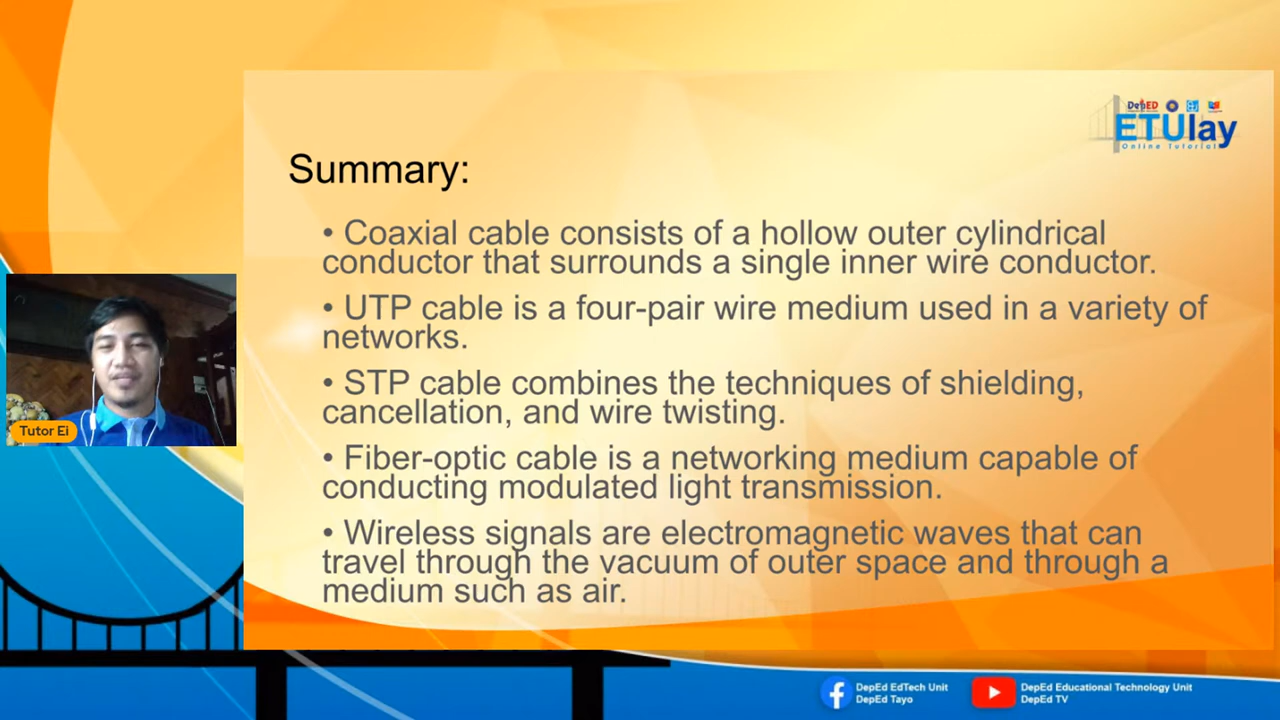 DepED
ETUlay
Online Tutorial
Summary:
• Coaxial cable consists of a hollow outer cylindrical
conductor that surrounds a single inner wire conductor.
• UTP cable is a four-pair wire medium used in a variety of
networks.
• STP cable combines the techniques of shielding,
cancellation, and wire twisting.
• Fiber-optic cable is a networking medium capable of
conducting modulated light transmission.
• Wireless signals are electromagnetic waves that can
travel through the vacuum of outer space and through a
medium such as air.
Tutor Ei
DepEd EdTech Unit
DepEd Tayo
DepEd Educational Technology Unit
DepEd TV